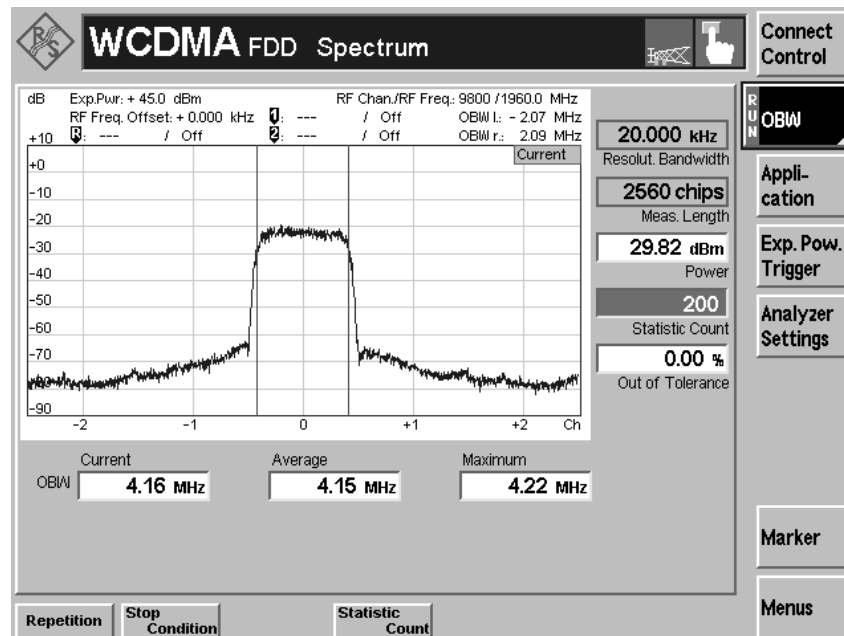 R S
WCDMA FDD Spectrum
Connect Control
dB Exp.Pwr: + 45.0 dBm RF Chan./RF Freq.: 9800 /1960.0 MHz
RF Freq. Offset: + 0.000 kHz 1: --- / Off OBW l.: - 2.07 MHz
+10 R: --- / Off 2: --- / Off OBW r.: 2.09 MHz
Current
+0
-10
-20
-30
-40
-50
-60
-70
-80
-90
-2 -1 0 +1 +2 Ch
20.000 kHz
Resolut. Bandwidth
2560 chips
Meas. Length
29.82 dBm
Power
200
Statistic Count
0.00 %
Out of Tolerance
RUN
OBW
Appli-
cation
Exp. Pow.
Trigger
Analyzer
Settings
Current Average Maximum
OBW 4.16 MHz 4.15 MHz 4.22 MHz
Marker
Menus
Repetition
Stop
Condition
Statistic
Count